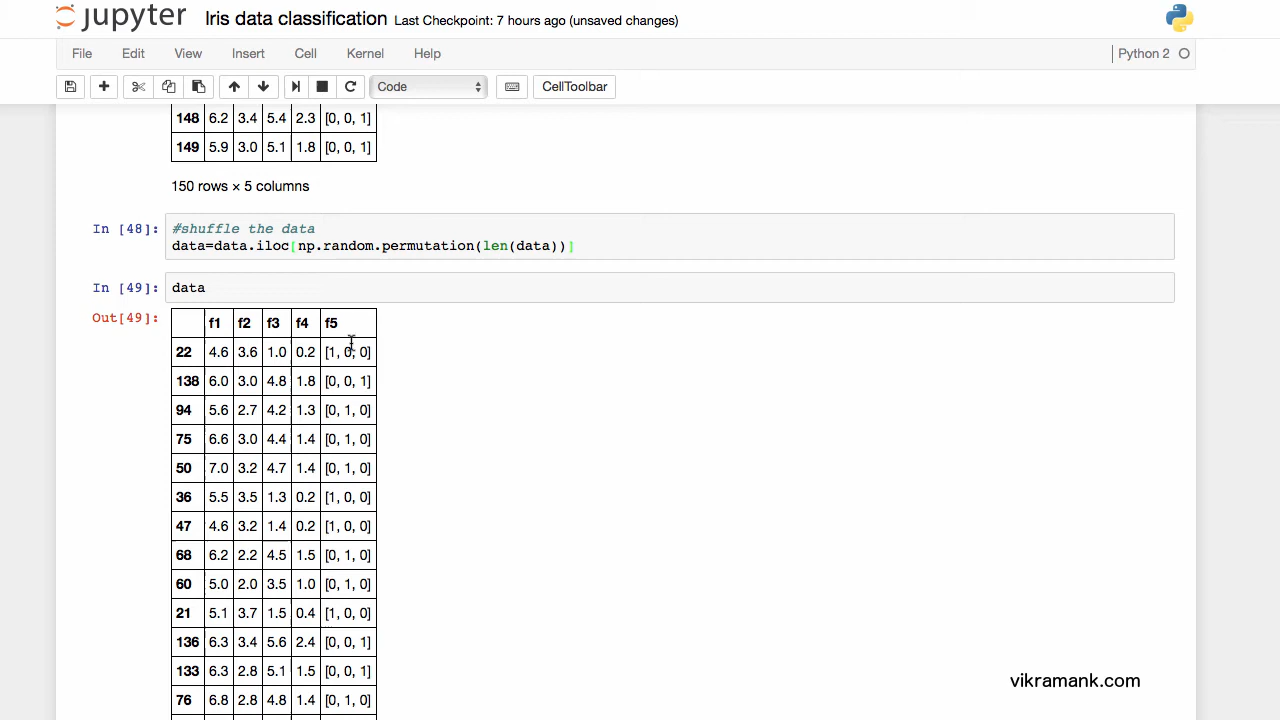 jupyter Iris data classification Last Checkpoint: 7 hours ago (unsaved changes)
File Edit View Insert Cell Kernel Help Python 2
Code CellToolbar
148 6.2 3.4 5.4 2.3 [0, 0, 1]
149 5.9 3.0 5.1 1.8 [0, 0, 1]
150 rows × 5 columns
In [48]: #shuffle the data
data=data.iloc[np.random.permutation(len(data))]
In [49]: data
Out[49]:
f1 f2 f3 f4 f5
22 4.6 3.6 1.0 0.2 [1, 0, 0]
138 6.0 3.0 4.8 1.8 [0, 0, 1]
94 5.6 2.7 4.2 1.3 [0, 1, 0]
75 6.6 3.0 4.4 1.4 [0, 1, 0]
50 7.0 3.2 4.7 1.4 [0, 1, 0]
36 5.5 3.5 1.3 0.2 [1, 0, 0]
47 4.6 3.2 1.4 0.2 [1, 0, 0]
68 6.2 2.2 4.5 1.5 [0, 1, 0]
60 5.0 2.0 3.5 1.0 [0, 1, 0]
21 5.1 3.7 1.5 0.4 [1, 0, 0]
136 6.3 3.4 5.6 2.4 [0, 0, 1]
133 6.3 2.8 5.1 1.5 [0, 0, 1]
76 6.8 2.8 4.8 1.4 [0, 1, 0]
vikramank.com